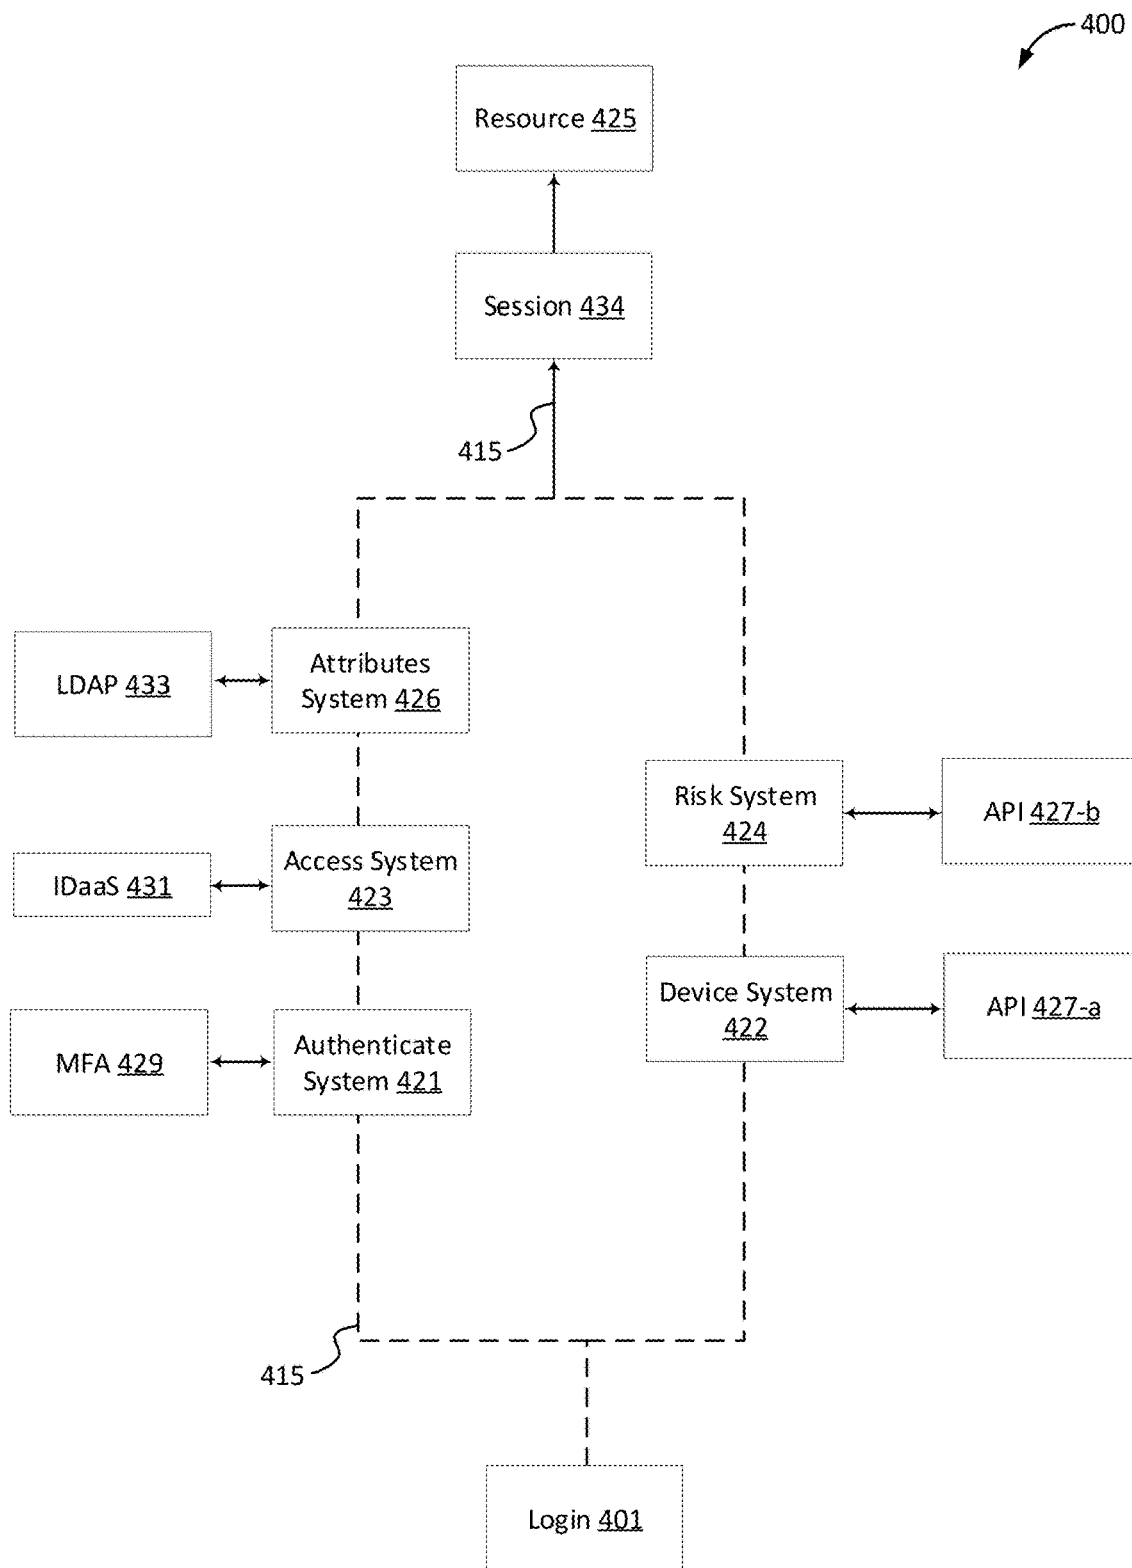 400
Resource 425
Session 434
415
LDAP 433
Attributes
System 426
Risk System
424
API 427-b
IDaaS 431
Access System
423
Device System
422
API 427-a
MFA 429
Authenticate
System 421
415
Login 401